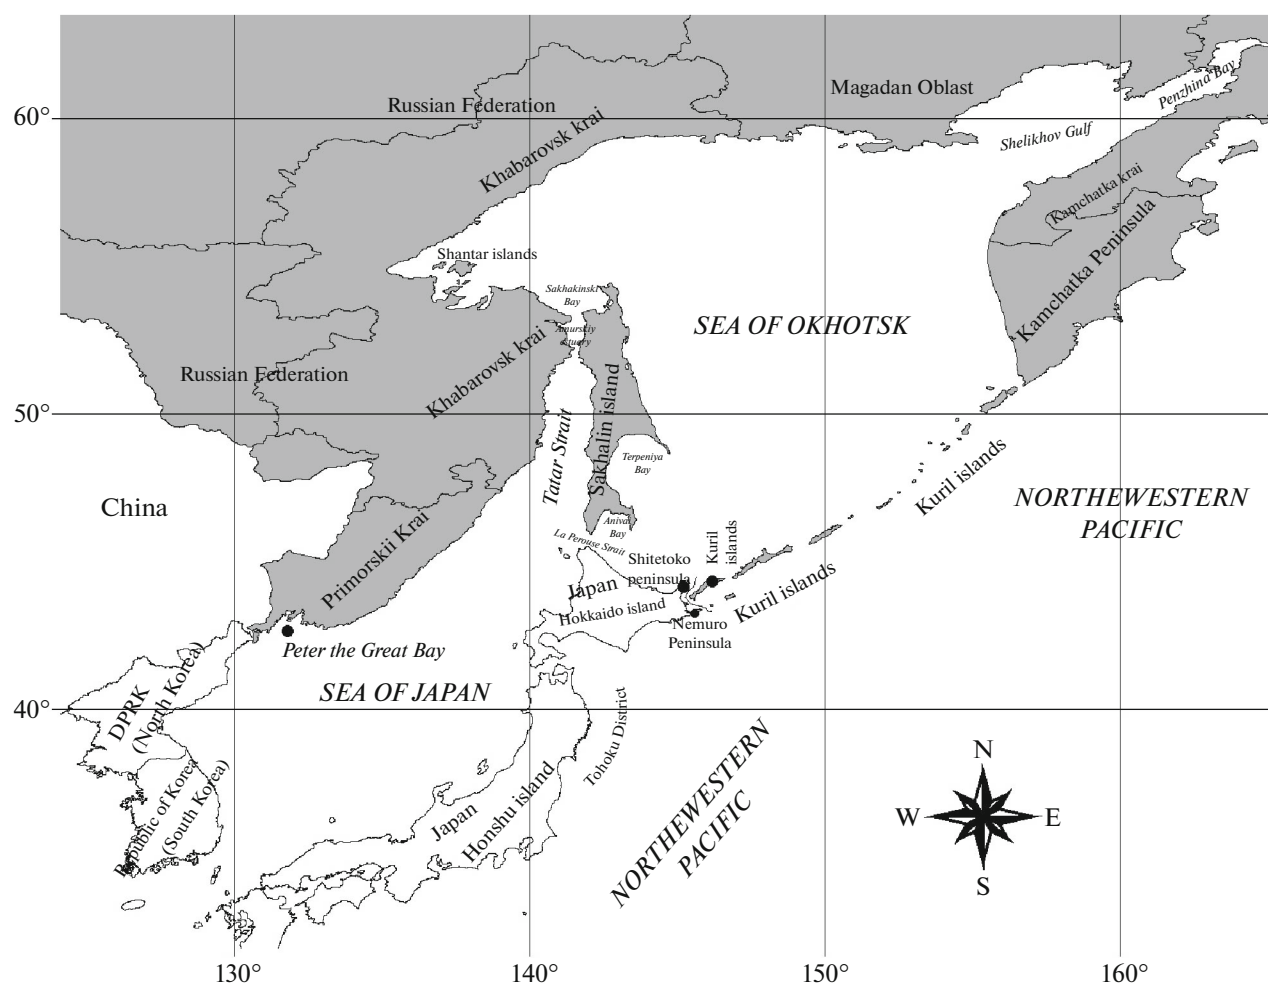 Magadan Oblast
Penzhina Bay
Russian Federation
60°
Khabarovsk krai
Shelikhov Gulf
Kamchatka krai
Kamchatka Peninsula
Shantar islands
Sakhakinski
Bay
Amurskiy
estuary
SEA OF OKHOTSK
Khabarovsk krai
Russian Federation
50°
Tatar Strait
Sakhalin island
Terpeniya
Bay
Kuril islands
China
NORTHEWESTERN
PACIFIC
Aniva
Bay
La Perouse Strait
Kuril
islands
Primorskii Krai
Shitetoko
peninsula
Japan
Hokkaido island
Kuril islands
Nemuro
Peninsula
Peter the Great Bay
SEA OF JAPAN
DPRK
(North Korea)
40°
Tohoku District
NORTHEWESTERN
PACIFIC
Republic of Korea
(South Korea)
Japan
Honshu island
N
W
E
S
130°
140°
150°
160°